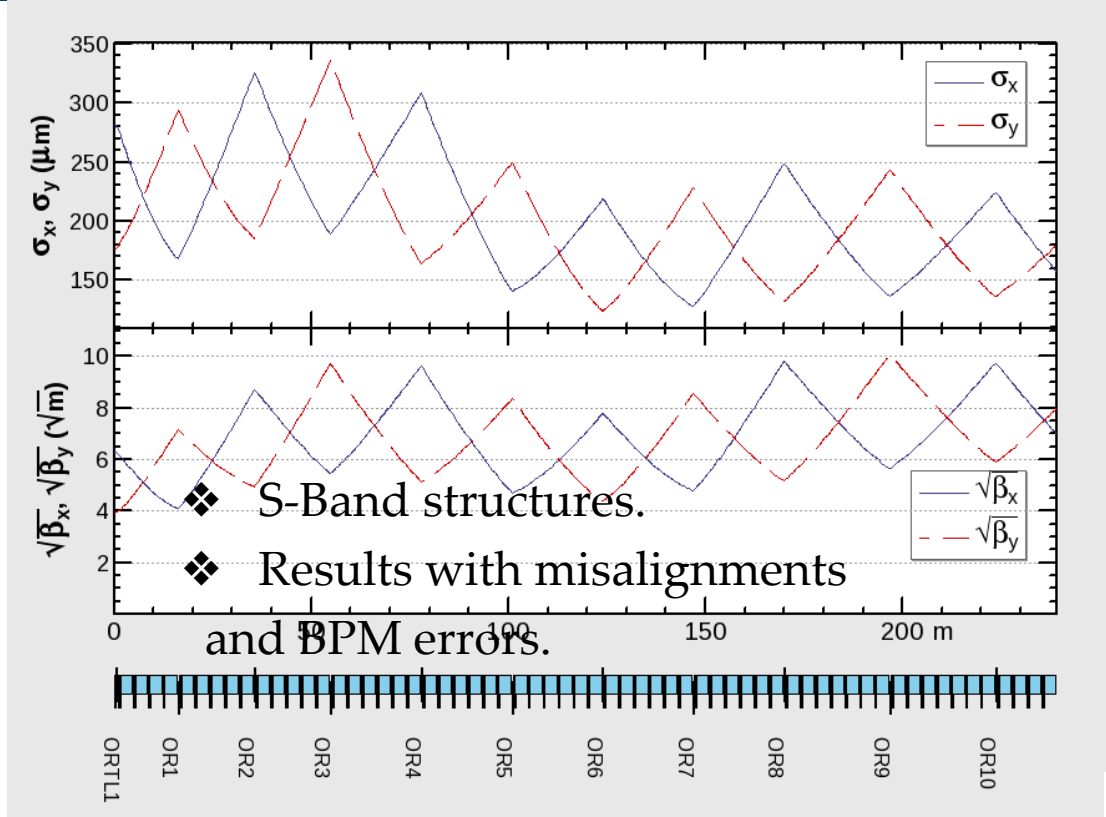 350
300
250
200
150
σx, σy (μm)
σx
σy
10
8
6
4
2
√βx, √βy (√m)
√βx
√βy
❖ S-Band structures.
❖ Results with misalignments
and BPM errors.
0 50 100 150 200 m
ORTL1 OR1 OR2 OR3 OR4 OR5 OR6 OR7 OR8 OR9 OR10